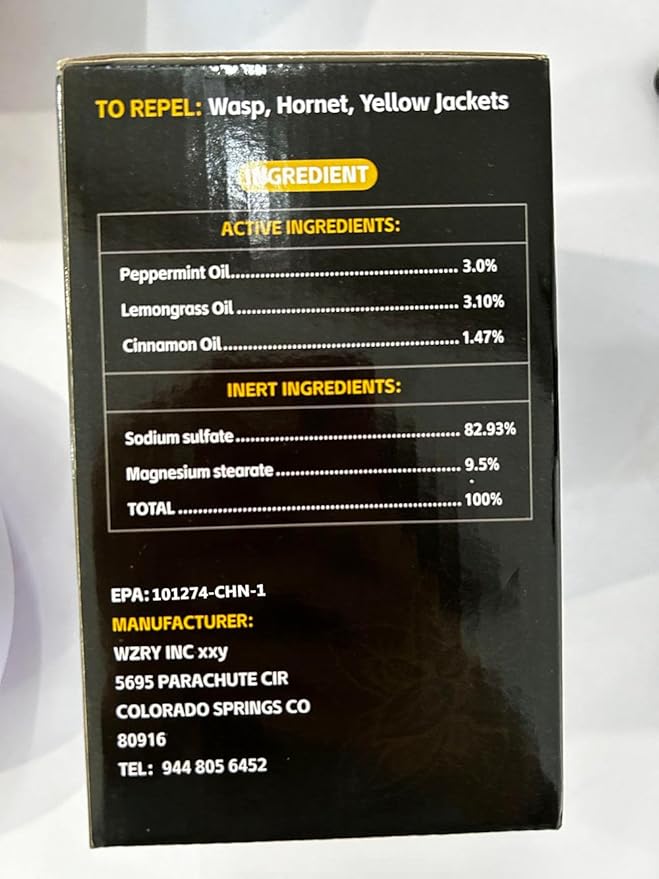 TO REPEL: Wasp, Hornet, Yellow Jackets
INGREDIENT
ACTIVE INGREDIENTS:
Peppermint Oil........................................ 3.0%
Lemongrass Oil........................................ 3.10%
Cinnamon Oil.......................................... 1.47%
INERT INGREDIENTS:
Sodium sulfate........................................ 82.93%
Magnesium stearate.................................... 9.5%
TOTAL................................................. 100%
EPA: 101274-CHN-1
MANUFACTURER:
WZRY INC xxy
5695 PARACHUTE CIR
COLORADO SPRINGS CO
80916
TEL: 944 805 6452